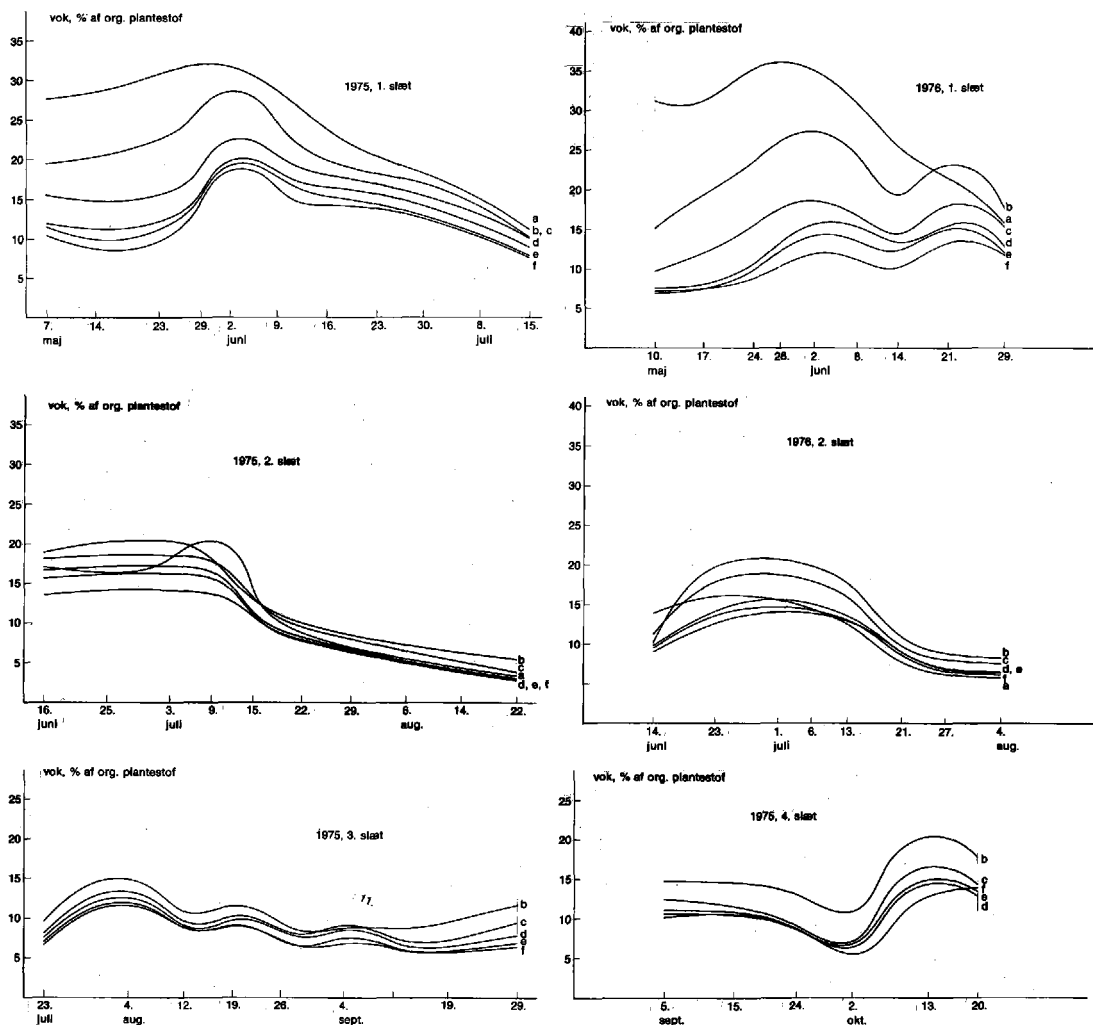 vok, % af org. plantestof
35
30
25
20
15
10
5
1975, 1. slæt
a
b, c
d
e
f
7. 14. 23. 29. 2. 9. 16. 23. 30. 8. 15.
maj juni juli
vok, % af org. plantestof
40
35
30
25
20
15
10
5
1976, 1. slæt
b
a
c
d
e
f
10. 17. 24. 28. 2. 8. 14. 21. 29.
maj juni
vok, % af org. plantestof
35
30
25
20
15
10
5
1975, 2. slæt
b
c
a
d, e, f
16. 25. 3. 9. 15. 22. 29. 6. 14. 22.
juni juli aug.
vok, % af org. plantestof
40
35
30
25
20
15
10
5
1976, 2. slæt
b
c
d, e
f
a
14. 23. 1. 6. 13. 21. 27. 4.
juni juli aug.
vok, % af org. plantestof
25
20
15
10
5
1975, 3. slæt
b
c
d
e
f
23. 4. 12. 19. 26. 4. 19. 29.
juli aug. sept.
vok, % af org. plantestof
25
20
15
10
5
1975, 4. slæt
b
c
f
e
d
5. 15. 24. 2. 13. 20.
sept. okt.